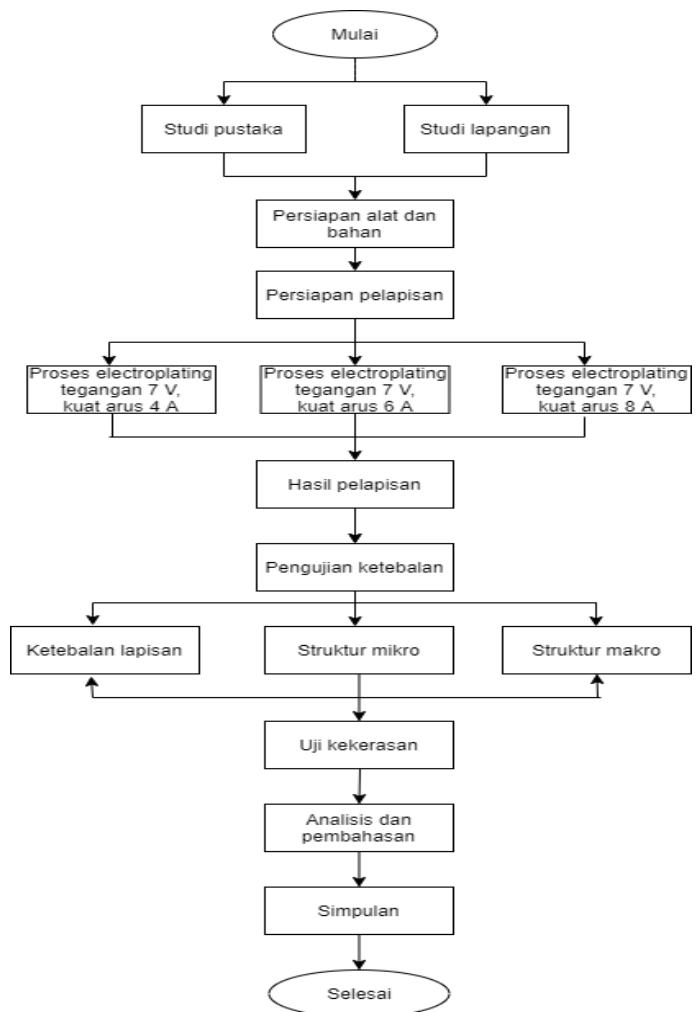 Mulai
Studi pustaka
Studi lapangan
Persiapan alat dan
bahan
Persiapan pelapisan
Proses electroplating
tegangan 7 V,
kuat arus 4 A
Proses electroplating
tegangan 7 V,
kuat arus 6 A
Proses electroplating
tegangan 7 V,
kuat arus 8 A
Hasil pelapisan
Pengujian ketebalan
Ketebalan lapisan
Struktur mikro
Struktur makro
Uji kekerasan
Analisis dan
pembahasan
Simpulan
Selesai